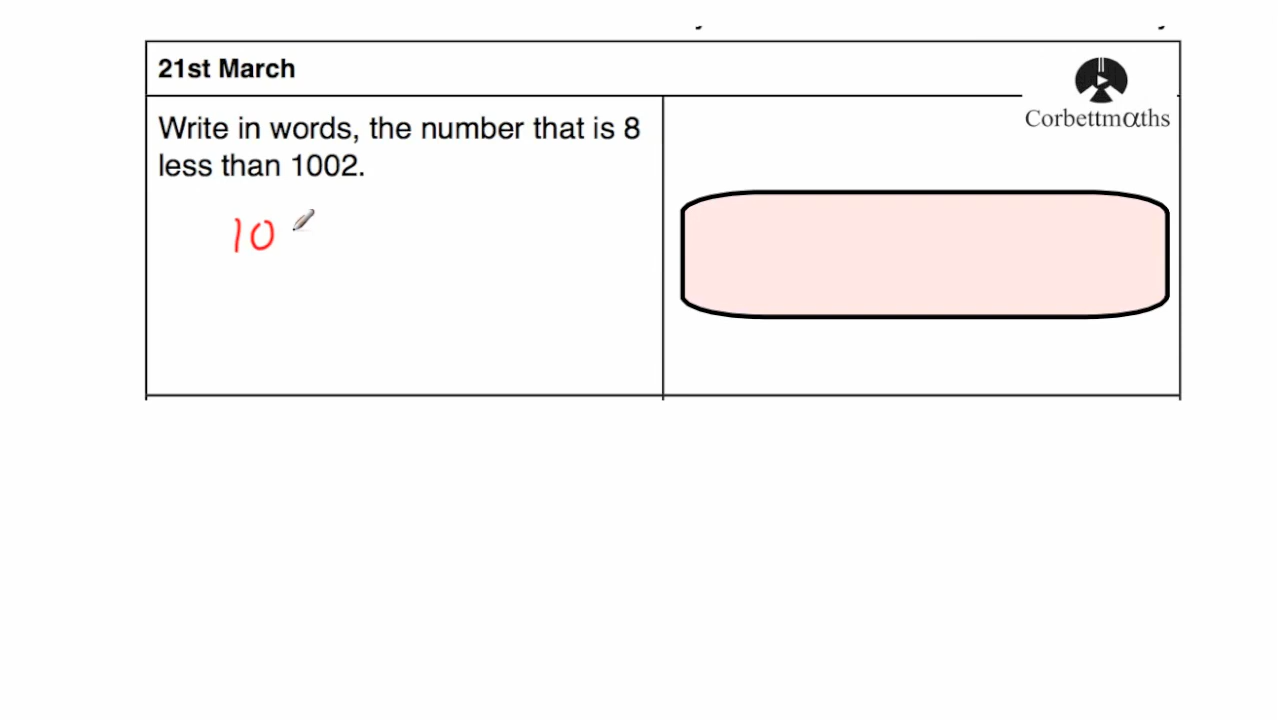 21st March
Corbettmαths
Write in words, the number that is 8
less than 1002.
10